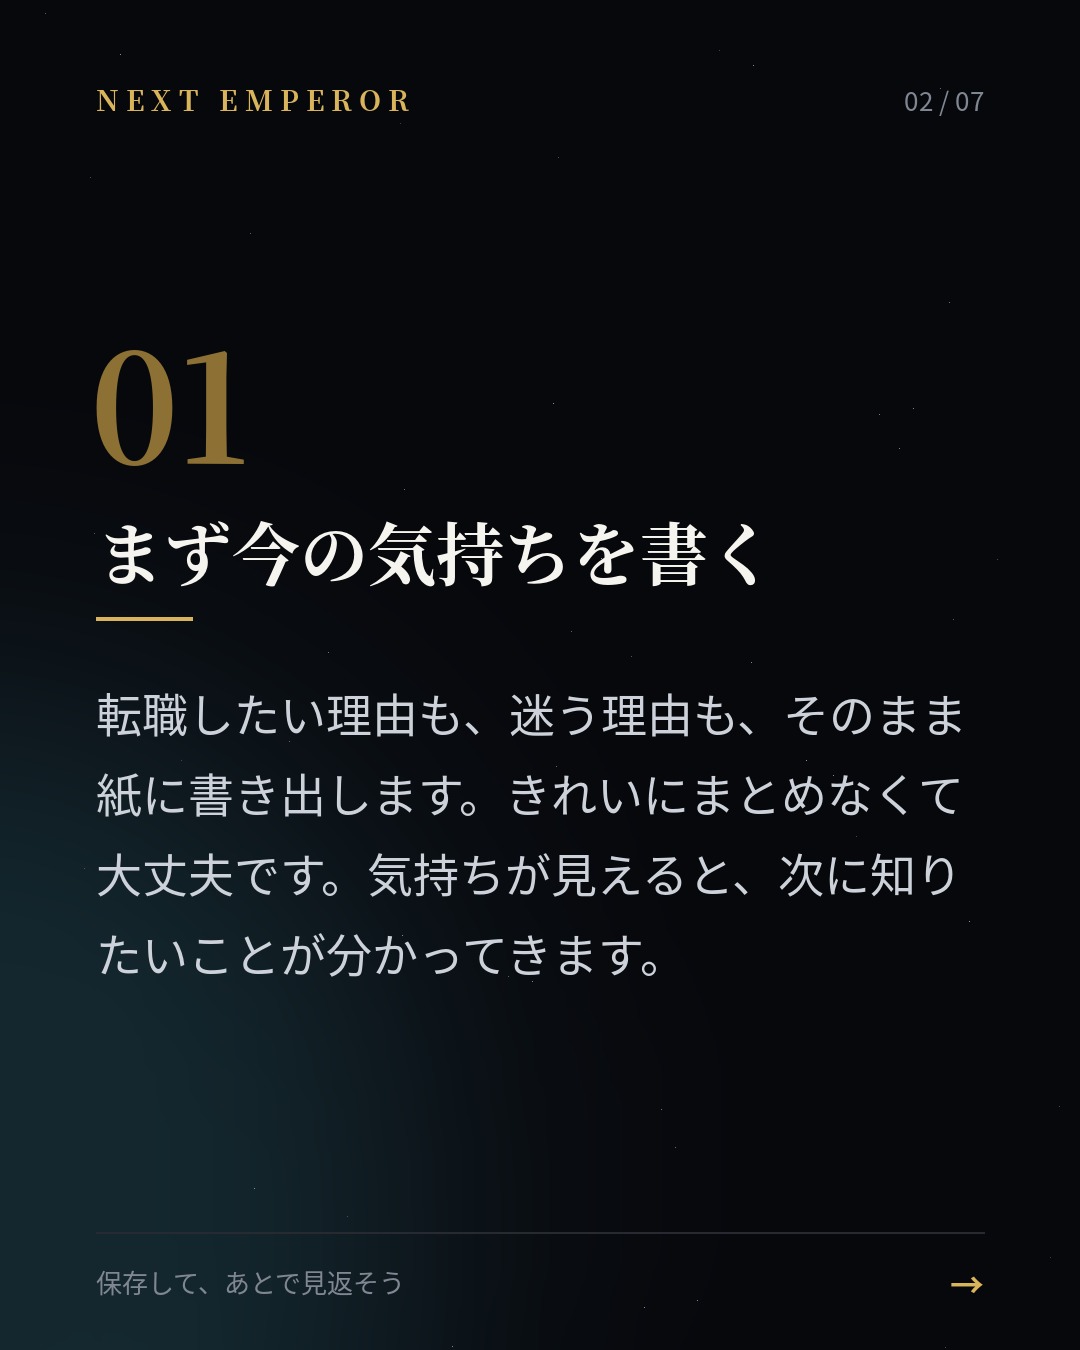 NEXT EMPEROR
02 / 07
01
まず今の気持ちを書く
転職したい理由も、迷う理由も、そのまま
紙に書き出します。きれいにまとめなくて
大丈夫です。気持ちが見えると、次に知り
たいことが分かってきます。
保存して、あとで見返そう
→